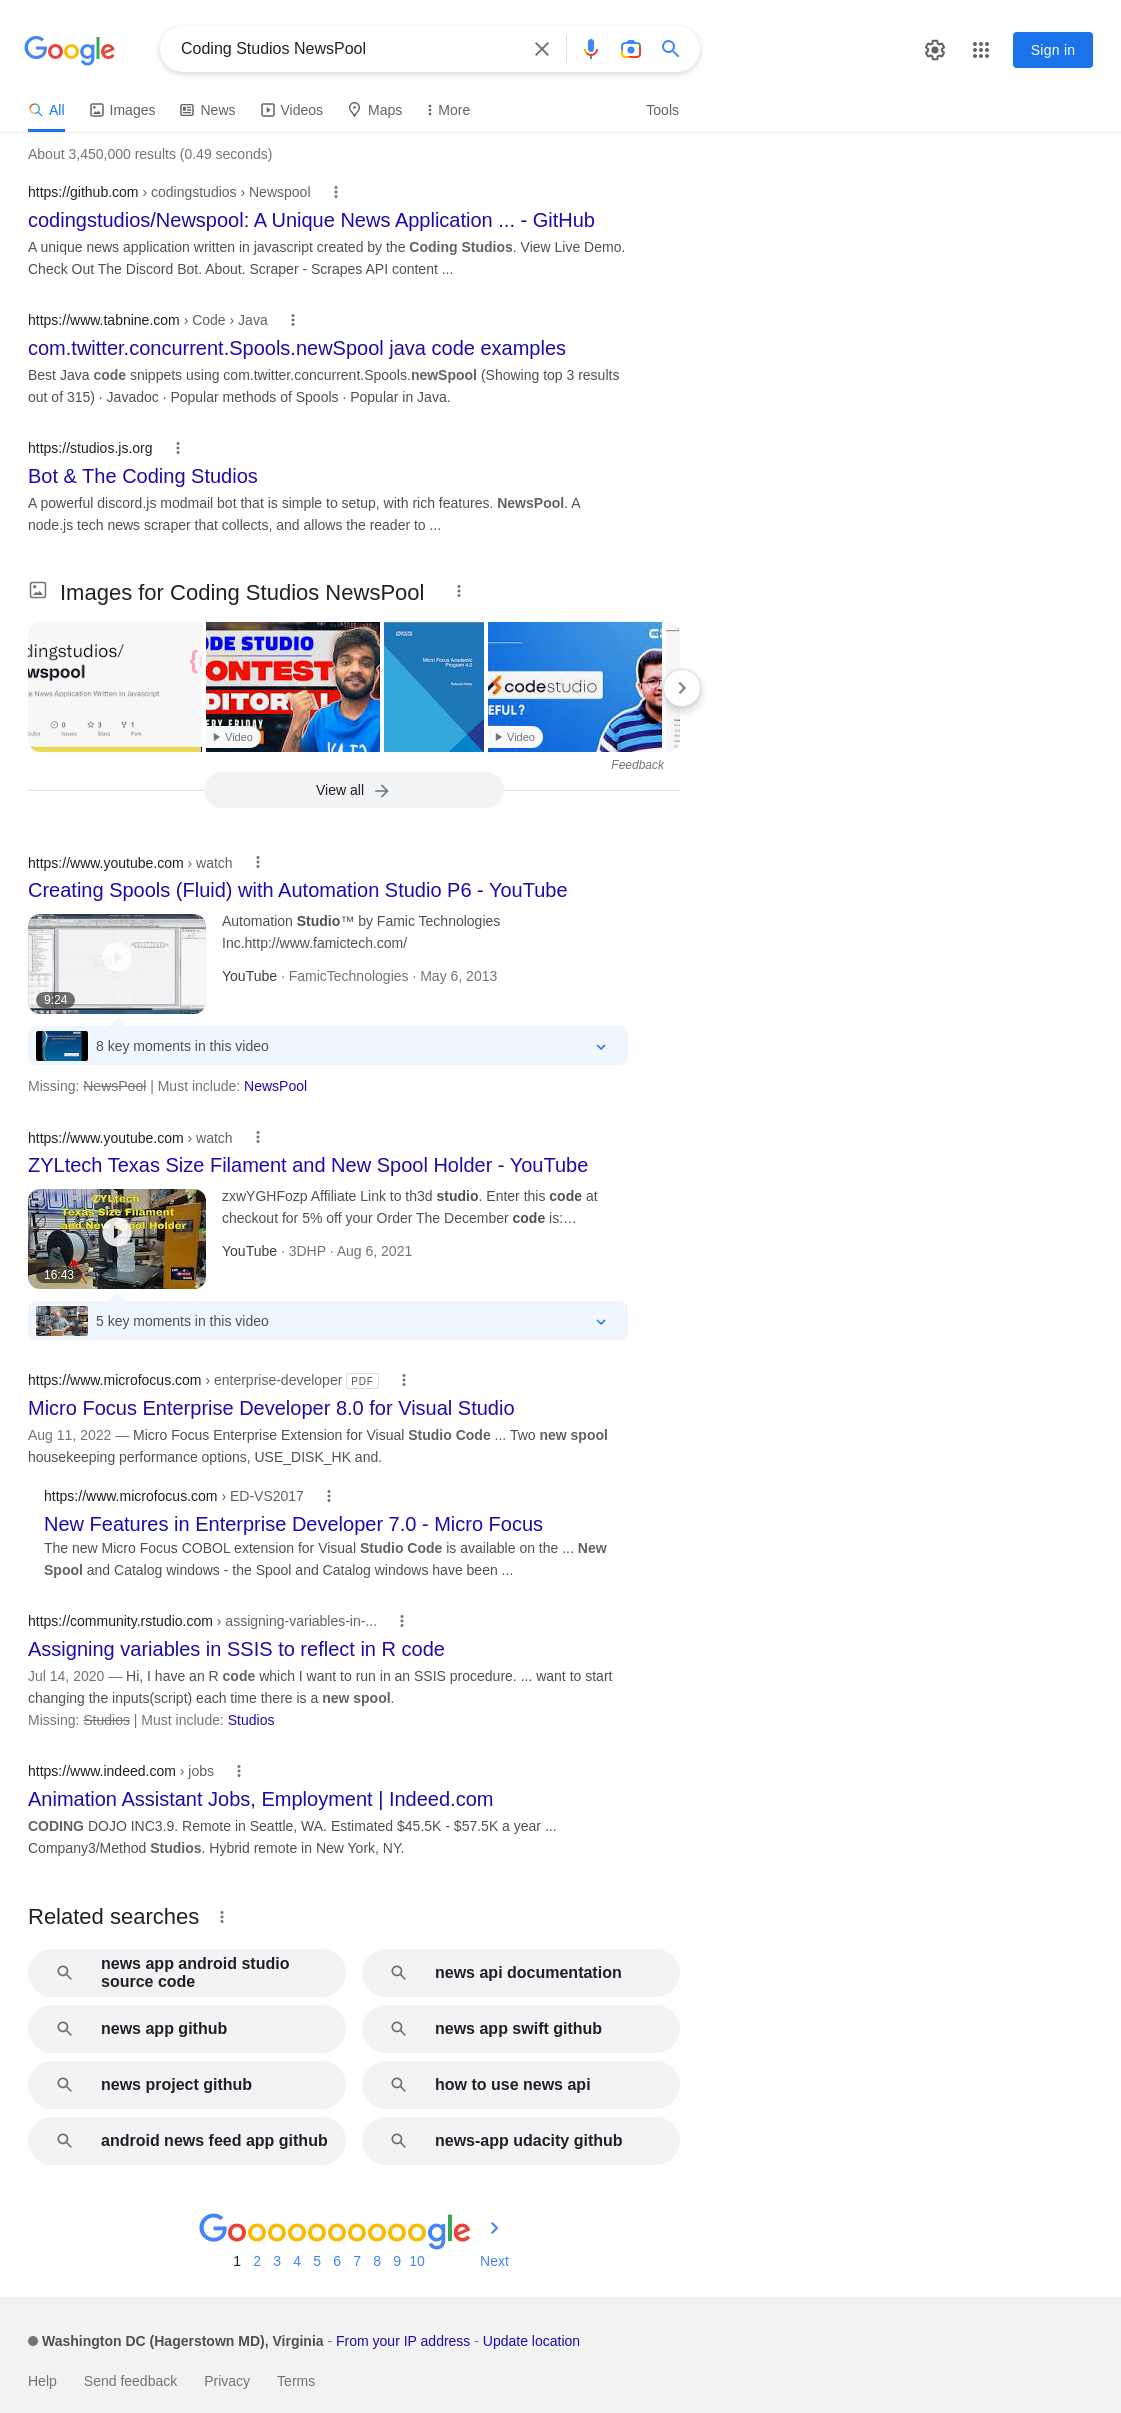 Google
Coding Studios NewsPool
Sign in
All
Images
News
Videos
Maps
More
Tools
About 3,450,000 results (0.49 seconds)
https://github.com › codingstudios › Newspool
codingstudios/Newspool: A Unique News Application ... - GitHub
A unique news application written in javascript created by the Coding Studios. View Live Demo.
Check Out The Discord Bot. About. Scraper - Scrapes API content ...
https://www.tabnine.com › Code › Java
com.twitter.concurrent.Spools.newSpool java code examples
Best Java code snippets using com.twitter.concurrent.Spools.newSpool (Showing top 3 results
out of 315) · Javadoc · Popular methods of Spools · Popular in Java.
https://studios.js.org
Bot & The Coding Studios
A powerful discord.js modmail bot that is simple to setup, with rich features. NewsPool. A
node.js tech news scraper that collects, and allows the reader to ...
Images for Coding Studios NewsPool
dingstudios/
wspool
e News Application Written In Javascript
0
3
1
butor
Issues
Stars
Fork
ODE STUDIO
ONTEST
DITORIAL
ERY FRIDAY
Video
Micro Focus Academic
Program 4.0
Release Notes
codestudio
EFUL?
Video
Feedback
View all
https://www.youtube.com › watch
Creating Spools (Fluid) with Automation Studio P6 - YouTube
Automation Studio™ by Famic Technologies
Inc.http://www.famictech.com/
YouTube · FamicTechnologies · May 6, 2013
9:24
8 key moments in this video
Missing: NewsPool | Must include: NewsPool
https://www.youtube.com › watch
ZYLtech Texas Size Filament and New Spool Holder - YouTube
ZYLtech
Texas Size Filament
and New Spool Holder
zxwYGHFozp Affiliate Link to th3d studio. Enter this code at
checkout for 5% off your Order The December code is:…
YouTube · 3DHP · Aug 6, 2021
16:43
5 key moments in this video
https://www.microfocus.com › enterprise-developer PDF
Micro Focus Enterprise Developer 8.0 for Visual Studio
Aug 11, 2022 — Micro Focus Enterprise Extension for Visual Studio Code ... Two new spool
housekeeping performance options, USE_DISK_HK and.
https://www.microfocus.com › ED-VS2017
New Features in Enterprise Developer 7.0 - Micro Focus
The new Micro Focus COBOL extension for Visual Studio Code is available on the ... New
Spool and Catalog windows - the Spool and Catalog windows have been ...
https://community.rstudio.com › assigning-variables-in-...
Assigning variables in SSIS to reflect in R code
Jul 14, 2020 — Hi, I have an R code which I want to run in an SSIS procedure. ... want to start
changing the inputs(script) each time there is a new spool.
Missing: Studios | Must include: Studios
https://www.indeed.com › jobs
Animation Assistant Jobs, Employment | Indeed.com
CODING DOJO INC3.9. Remote in Seattle, WA. Estimated $45.5K - $57.5K a year ...
Company3/Method Studios. Hybrid remote in New York, NY.
Related searches
news app android studio
source code
news api documentation
news app github
news app swift github
news project github
how to use news api
android news feed app github
news-app udacity github
Goooooooooogle
1 2 3 4 5 6 7 8 9 10 Next
Washington DC (Hagerstown MD), Virginia - From your IP address - Update location
Help
Send feedback
Privacy
Terms